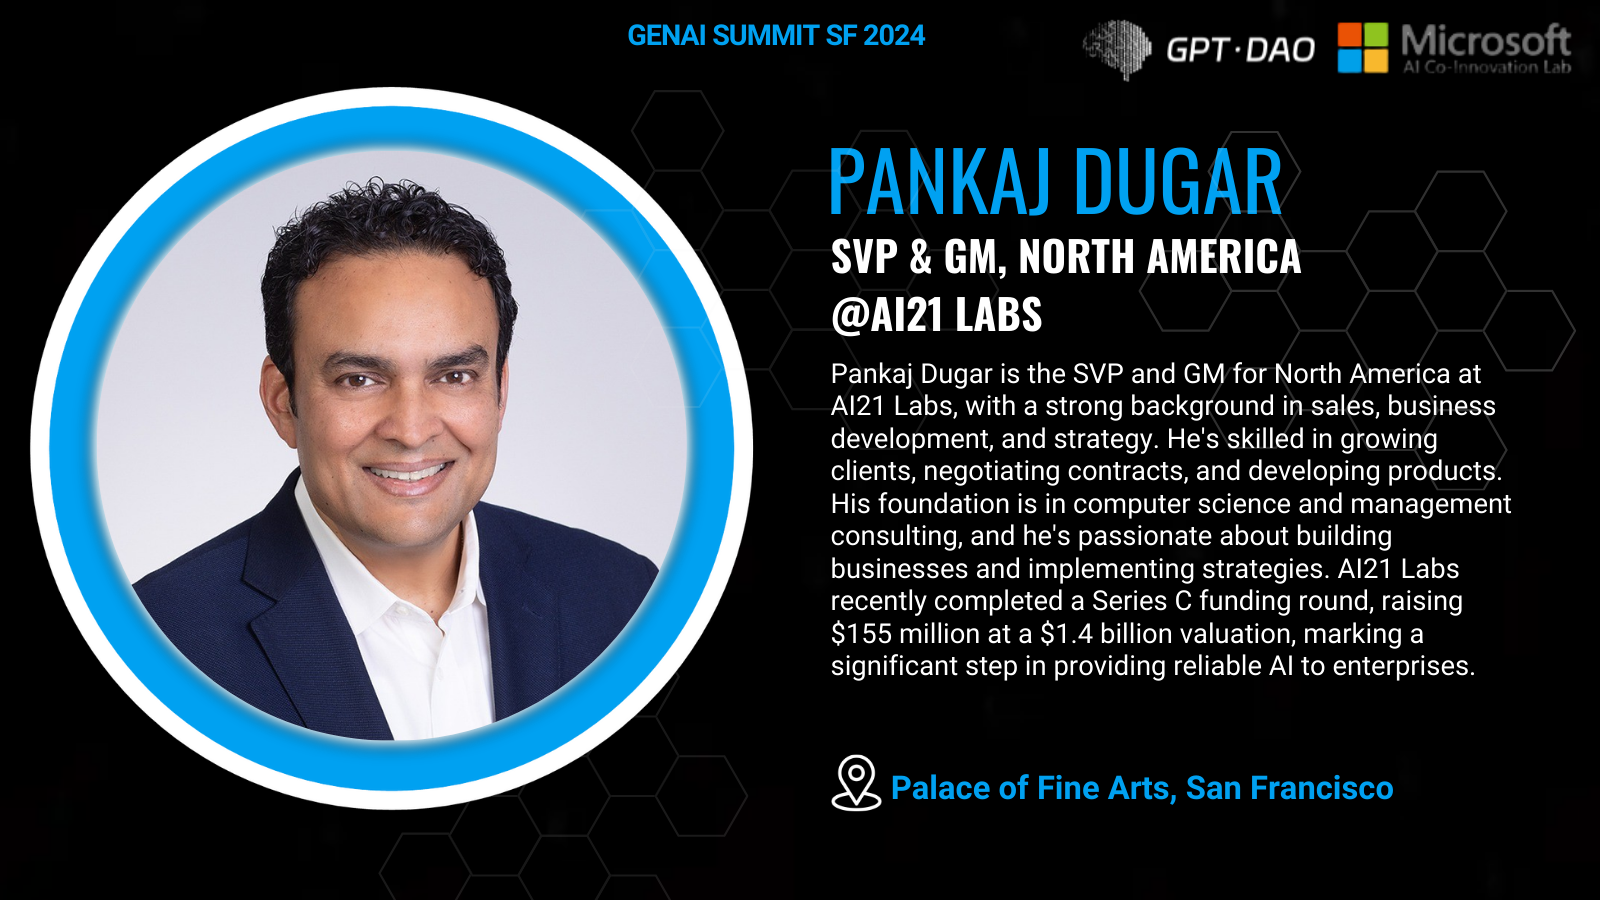 GENAI SUMMIT SF 2024
GPT·DAO
Microsoft
AI Co-Innovation Lab
PANKAJ DUGAR
SVP & GM, NORTH AMERICA
@AI21 LABS
Pankaj Dugar is the SVP and GM for North America at
AI21 Labs, with a strong background in sales, business
development, and strategy. He's skilled in growing
clients, negotiating contracts, and developing products.
His foundation is in computer science and management
consulting, and he's passionate about building
businesses and implementing strategies. AI21 Labs
recently completed a Series C funding round, raising
$155 million at a $1.4 billion valuation, marking a
significant step in providing reliable AI to enterprises.
Palace of Fine Arts, San Francisco